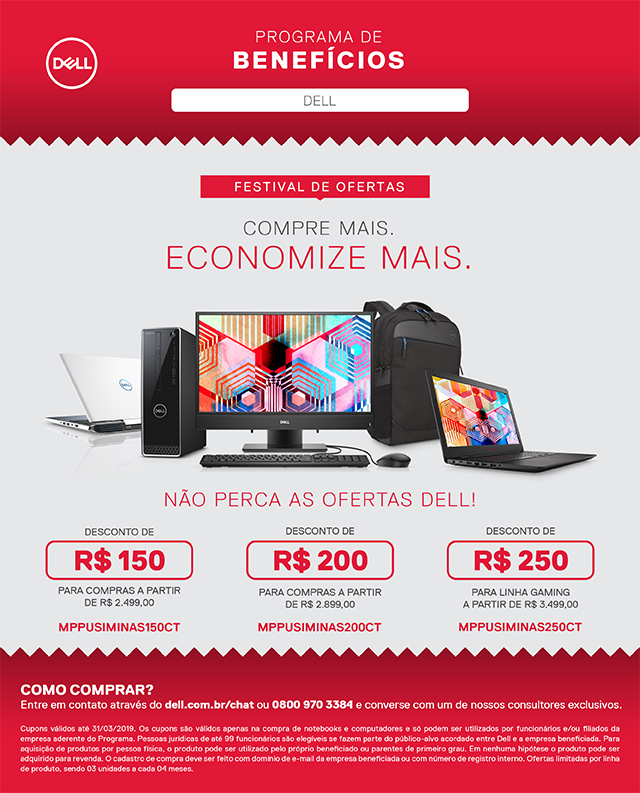 DELL
PROGRAMA DE
BENEFÍCIOS
DELL
FESTIVAL DE OFERTAS
COMPRE MAIS.
ECONOMIZE MAIS.
DELL
DELL
NÃO PERCA AS OFERTAS DELL!
DESCONTO DE
R$ 150
PARA COMPRAS A PARTIR
DE R$ 2.499,00
MPPUSIMINAS150CT
DESCONTO DE
R$ 200
PARA COMPRAS A PARTIR
DE R$ 2.899,00
MPPUSIMINAS200CT
DESCONTO DE
R$ 250
PARA LINHA GAMING
A PARTIR DE R$ 3.499,00
MPPUSIMINAS250CT
COMO COMPRAR?
Entre em contato através do dell.com.br/chat ou 0800 970 3384 e converse com um de nossos consultores exclusivos.
Cupons válidos até 31/03/2019. Os cupons são válidos apenas na compra de notebooks e computadores e só podem ser utilizados por funcionários e/ou filiados da
empresa aderente do Programa. Pessoas jurídicas de até 99 funcionários são elegíveis se fazem parte do público-alvo acordado entre Dell e a empresa beneficiada. Para
aquisição de produtos por pessoa física, o produto pode ser utilizado pelo próprio beneficiado ou parentes de primeiro grau. Em nenhuma hipótese o produto pode ser
adquirido para revenda. O cadastro de compra deve ser feito com domínio de e-mail da empresa beneficiada ou com número de registro interno. Ofertas limitadas por linha
de produto, sendo 03 unidades a cada 04 meses.